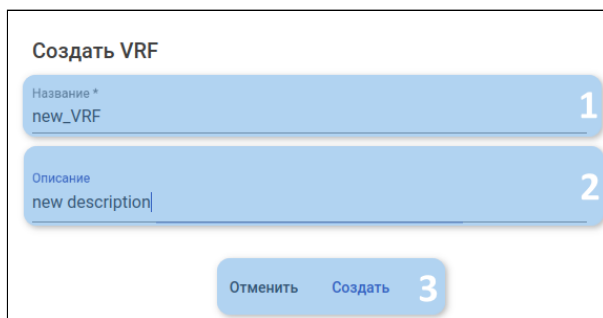 Создать VRF
Название *
new_VRF
1
Описание
new description
2
Отменить Создать 3